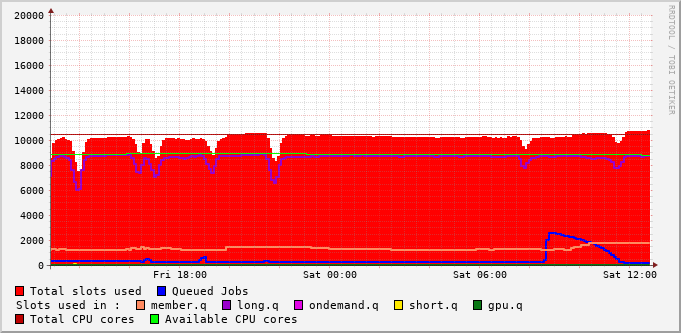 RRDTOOL / TOBI OETIKER
20000
18000
16000
14000
12000
10000
8000
6000
4000
2000
0
Fri 18:00 Sat 00:00 Sat 06:00 Sat 12:00
Total slots used Queued Jobs
Slots used in : member.q long.q ondemand.q short.q gpu.q
Total CPU cores Available CPU cores